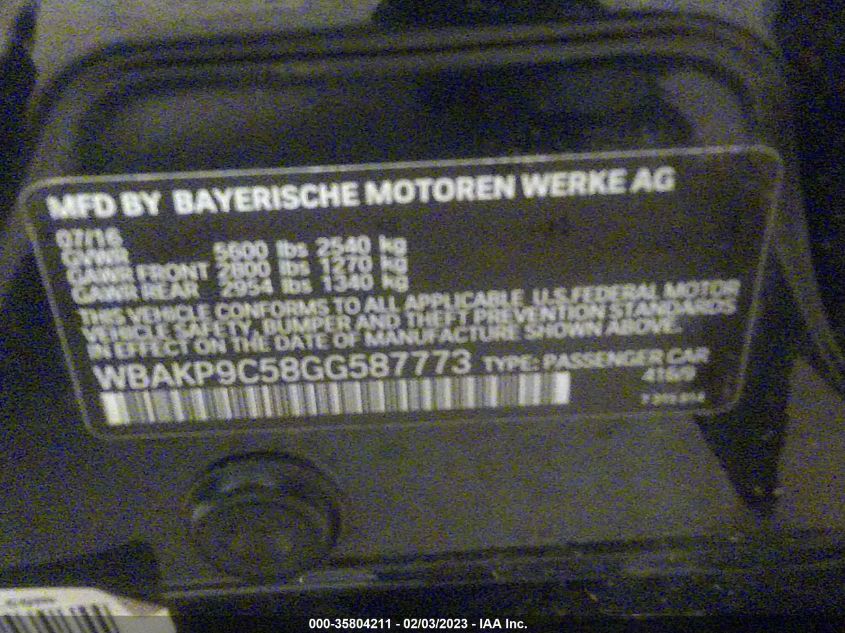 MFD BY BAYERISCHE MOTOREN WERKE AG
07/16
GVWR 5600 lbs 2540 kg
GAWR FRONT 2800 lbs 1270 kg
GAWR REAR 2954 lbs 1340 kg
THIS VEHICLE CONFORMS TO ALL APPLICABLE U.S.FEDERAL MOTOR
VEHICLE SAFETY, BUMPER AND THEFT PREVENTION STANDARDS
IN EFFECT ON THE DATE OF MANUFACTURE SHOWN ABOVE.
WBAKP9C58GG587773 TYPE: PASSENGER CAR
000-35804211 - 02/03/2023 - IAA Inc.